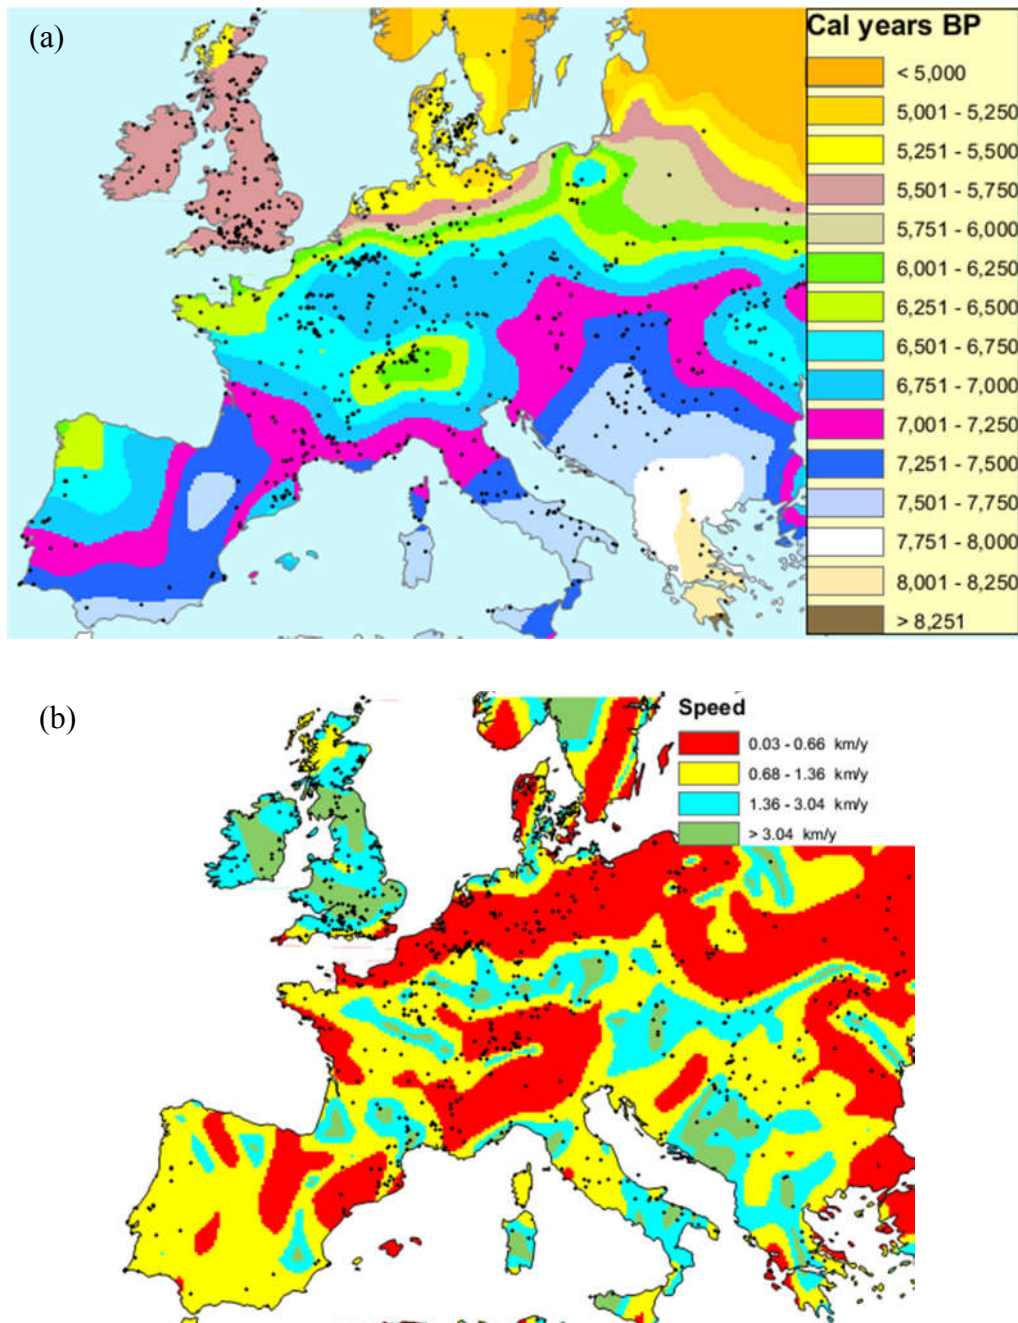 (a)
Cal years BP
< 5,000
5,001 - 5,250
5,251 - 5,500
5,501 - 5,750
5,751 - 6,000
6,001 - 6,250
6,251 - 6,500
6,501 - 6,750
6,751 - 7,000
7,001 - 7,250
7,251 - 7,500
7,501 - 7,750
7,751 - 8,000
8,001 - 8,250
> 8,251
(b)
Speed
0.03 - 0.66 km/y
0.68 - 1.36 km/y
1.36 - 3.04 km/y
> 3.04 km/y